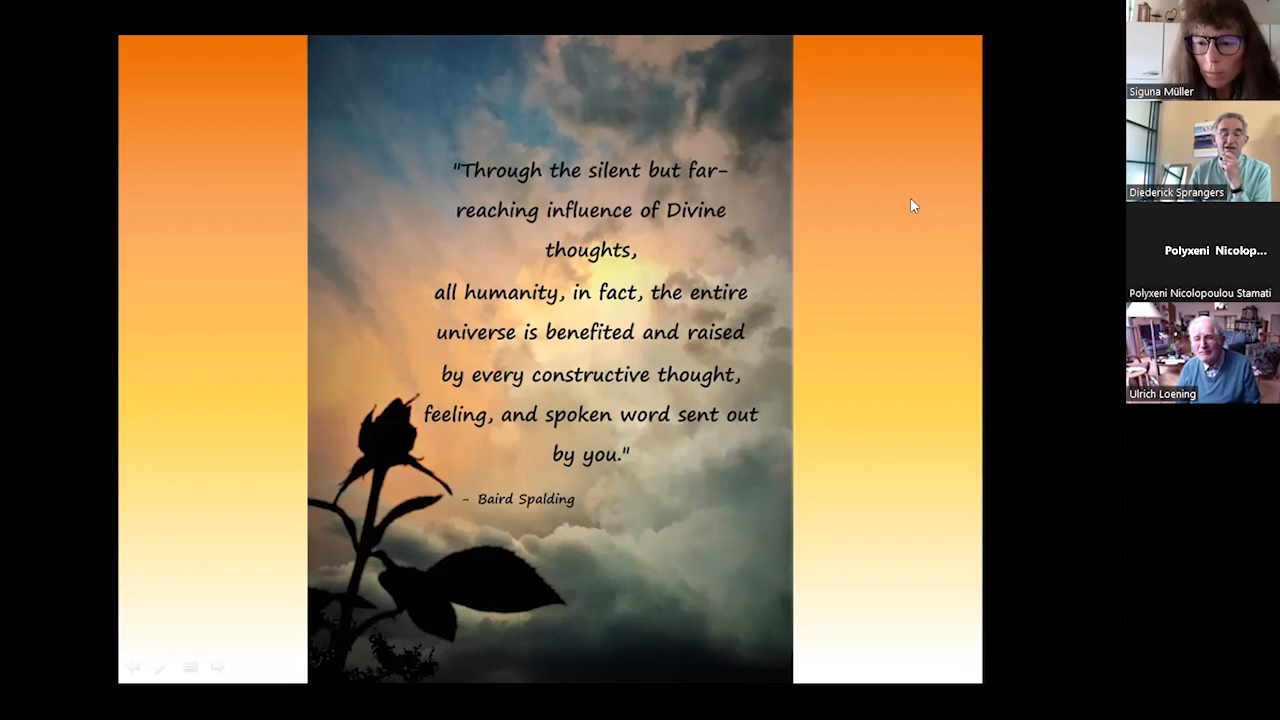 "Through the silent but far-
reaching influence of Divine
thoughts,
all humanity, in fact, the entire
universe is benefited and raised
by every constructive thought,
feeling, and spoken word sent out
by you."
- Baird Spalding
Siguna Müller
Diederick Sprangers
Polyxeni Nicolop...
Polyxeni Nicolopoulou Stamati
Ulrich Loening